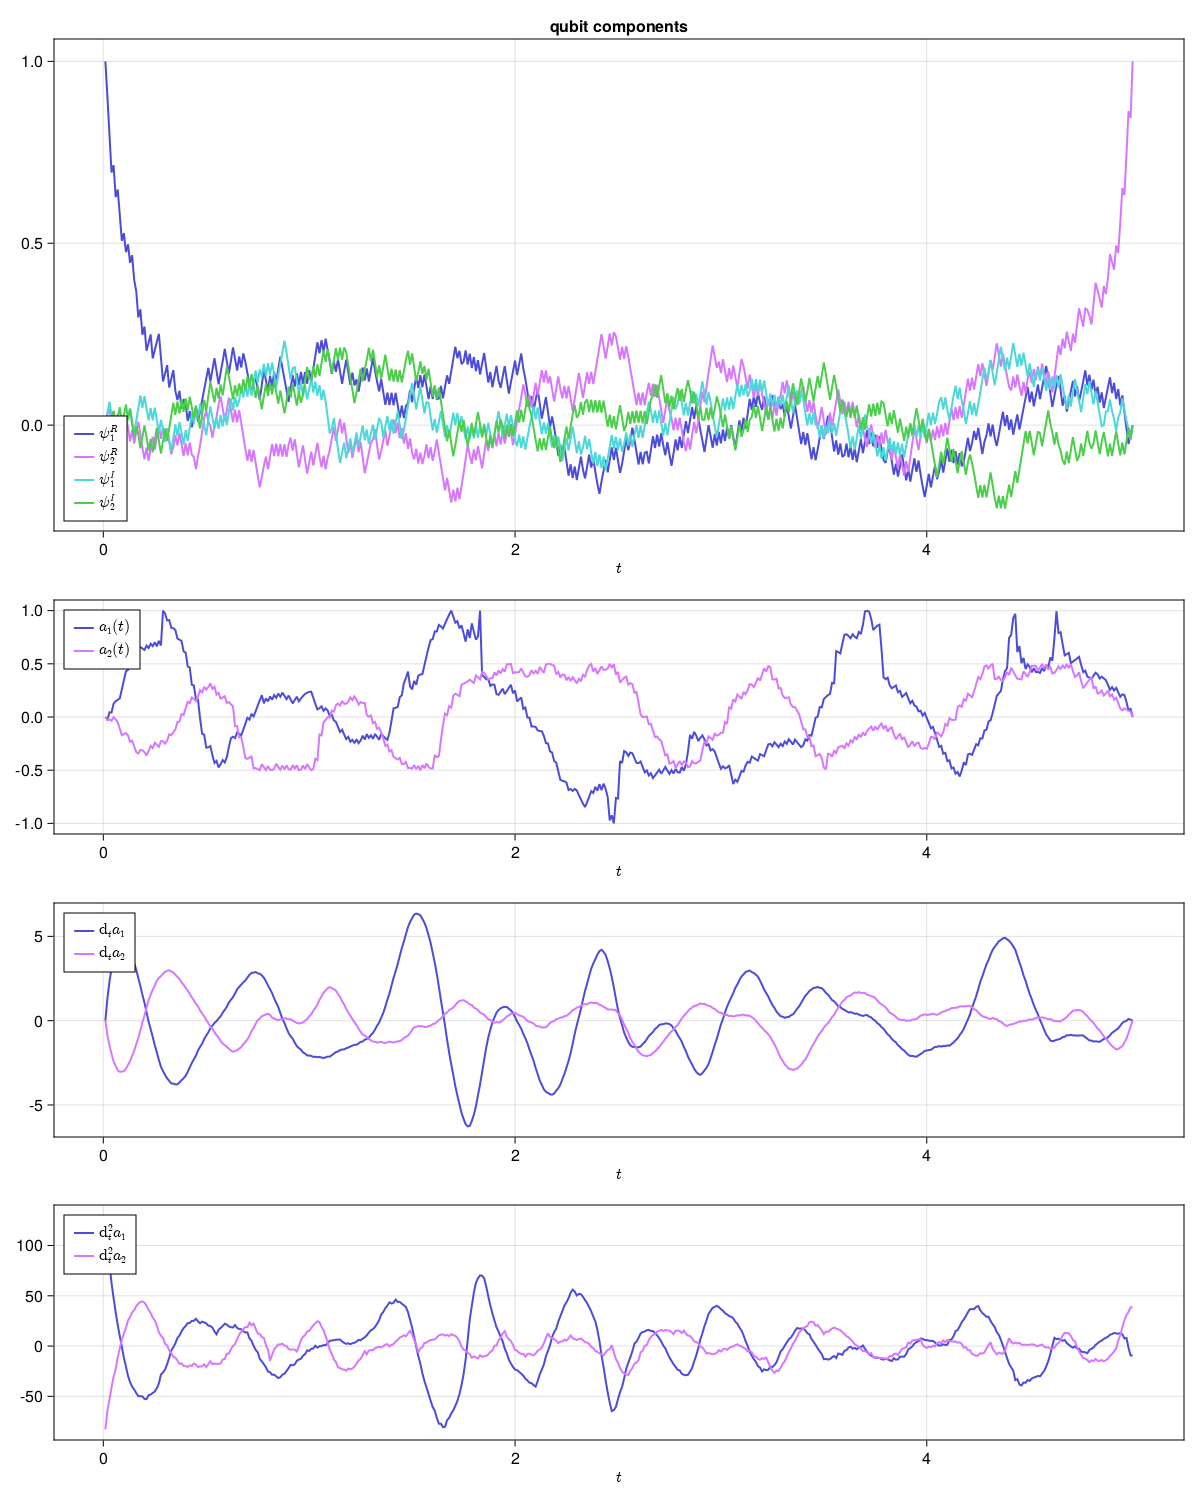 qubit components
1.0
0.5
0.0
ψ₁ᴿ
ψ₂ᴿ
ψ₁ᴵ
ψ₂ᴵ
0 2 4
t
1.0
0.5
0.0
-0.5
-1.0
a₁(t)
a₂(t)
0 2 4
t
5
0
-5
dₜa₁
dₜa₂
0 2 4
t
100
50
0
-50
dₜ²a₁
dₜ²a₂
0 2 4
t